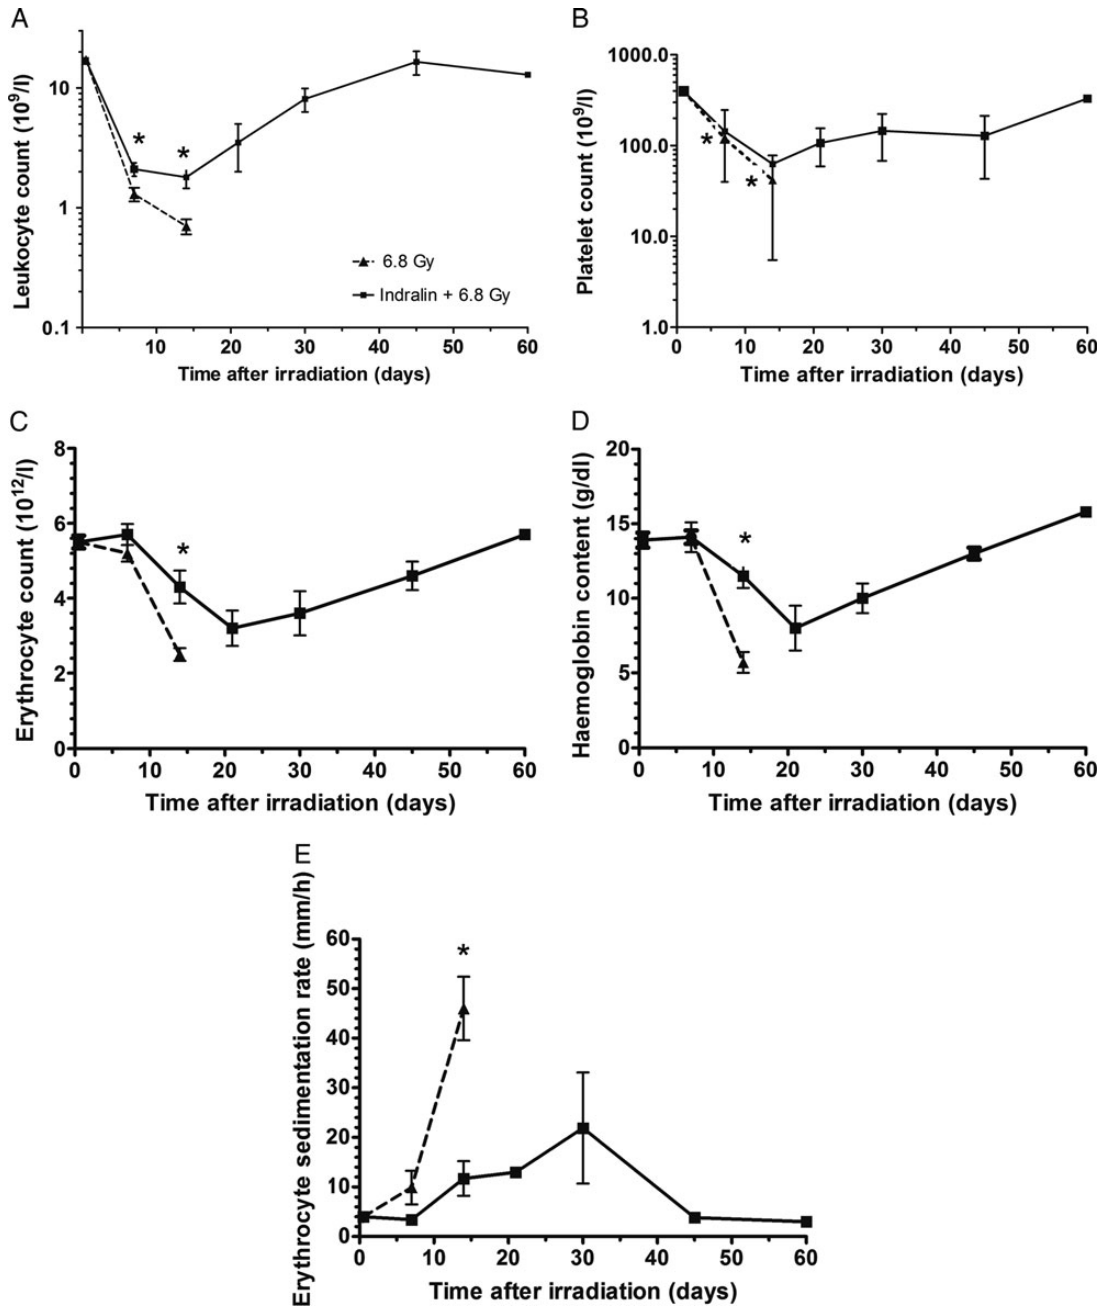 A
Leukocyte count (10⁹/l)
10
1
0.1
*
*
6.8 Gy
Indralin + 6.8 Gy
10 20 30 40 50 60
Time after irradiation (days)
B
Platelet count (10⁹/l)
1000.0
100.0
10.0
1.0
*
*
0 10 20 30 40 50 60
Time after irradiation (days)
C
Erythrocyte count (10¹²/l)
8
6
4
2
0
*
0 10 20 30 40 50 60
Time after irradiation (days)
D
Haemoglobin content (g/dl)
20
15
10
5
0
*
0 10 20 30 40 50 60
Time after irradiation (days)
E
Erythrocyte sedimentation rate (mm/h)
60
50
40
30
20
10
0
*
0 10 20 30 40 50 60
Time after irradiation (days)